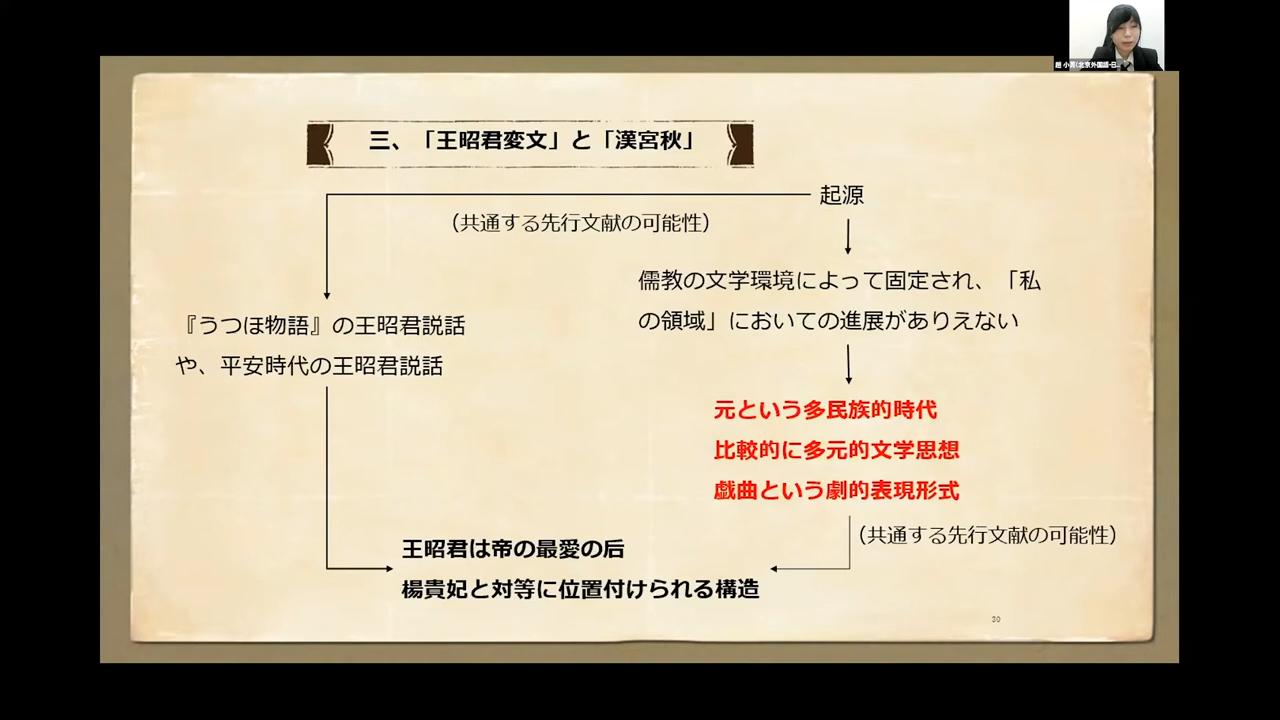 三、「王昭君変文」と「漢宮秋」
起源
（共通する先行文献の可能性）
儒教の文学環境によって固定され、「私
の領域」においての進展がありえない
『うつほ物語』の王昭君説話
や、平安時代の王昭君説話
元という多民族的時代
比較的に多元的文学思想
戯曲という劇的表現形式
（共通する先行文献の可能性）
王昭君は帝の最愛の后
楊貴妃と対等に位置付けられる構造
30